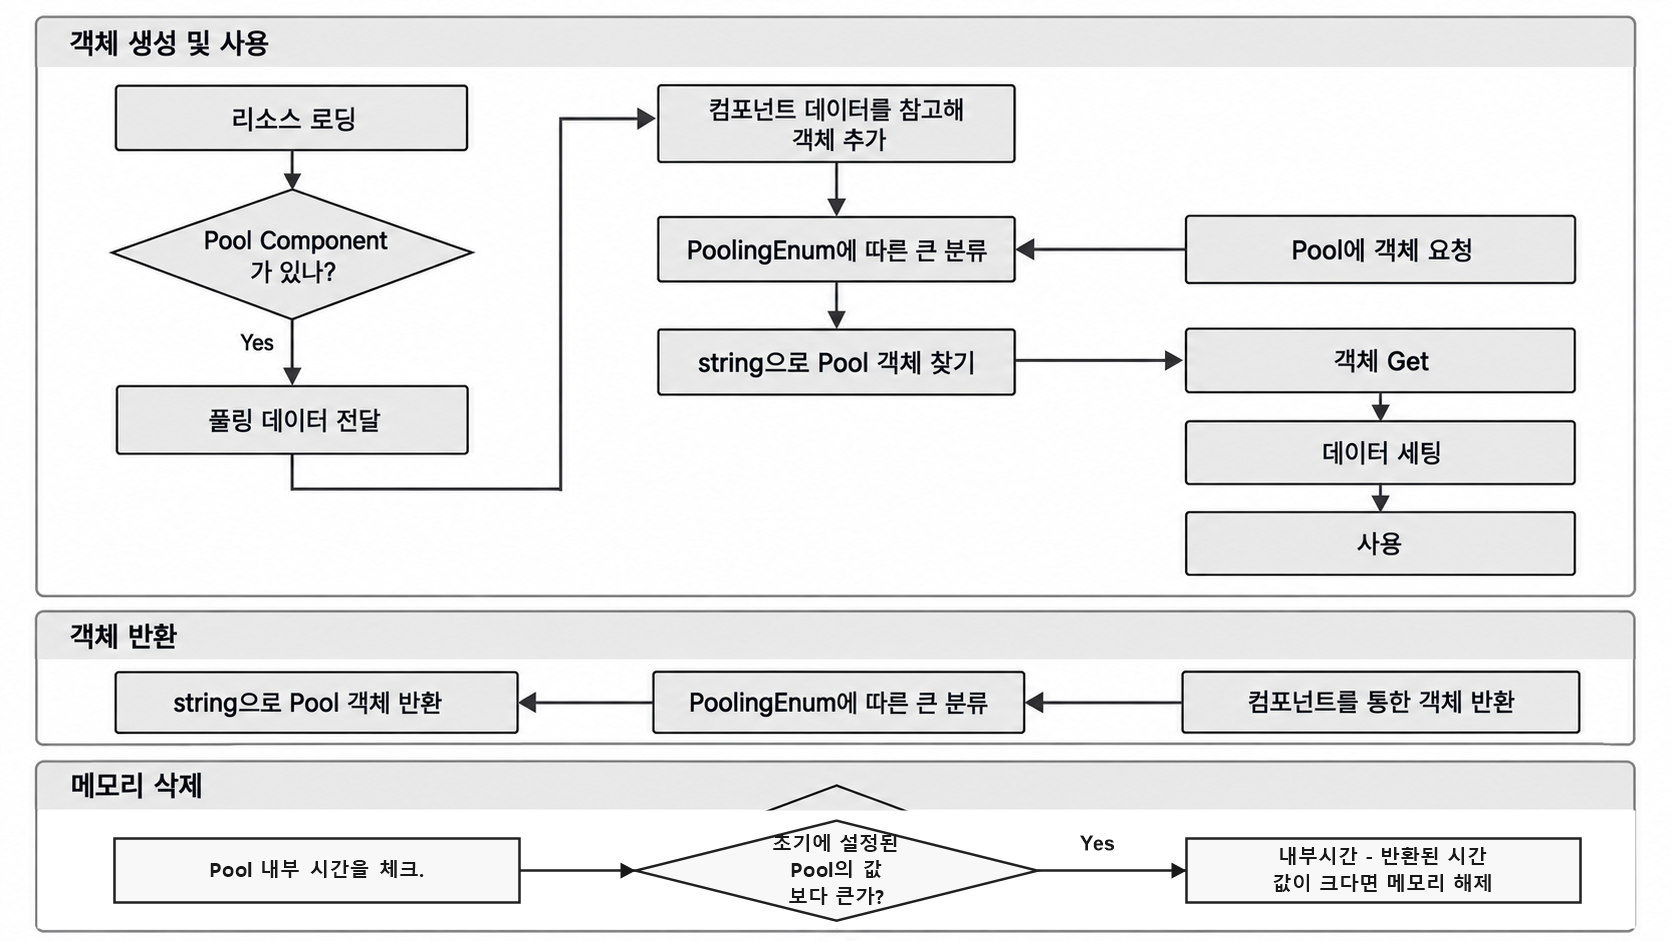 객체 생성 및 사용
리소스 로딩
Pool Component
가 있나?
Yes
풀링 데이터 전달
컴포넌트 데이터를 참고해
객체 추가
PoolingEnum에 따른 큰 분류
string으로 Pool 객체 찾기
Pool에 객체 요청
객체 Get
데이터 세팅
사용
객체 반환
string으로 Pool 객체 반환
PoolingEnum에 따른 큰 분류
컴포넌트를 통한 객체 반환
메모리 삭제
Pool 내부 시간을 체크.
초기에 설정된
Pool의 값
보다 큰가?
Yes
내부시간 - 반환된 시간
값이 크다면 메모리 해제